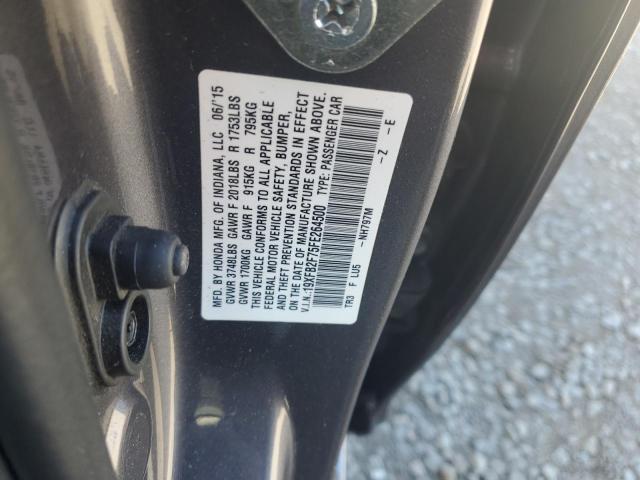 MFD. BY HONDA MFG. OF INDIANA, LLC 06/15
GVWR 3748LBS GAWR F 2018LBS R 1753LBS
GVWR 1700KG GAWR F 915KG R 795KG
THIS VEHICLE CONFORMS TO ALL APPLICABLE
FEDERAL MOTOR VEHICLE SAFETY, BUMPER,
AND THEFT PREVENTION STANDARDS IN EFFECT
ON THE DATE OF MANUFACTURE SHOWN ABOVE.
V.I.N.:19XFB2F75FE264500 TYPE: PASSENGER CAR
TR3 F LU5 -NH797M -Z -E